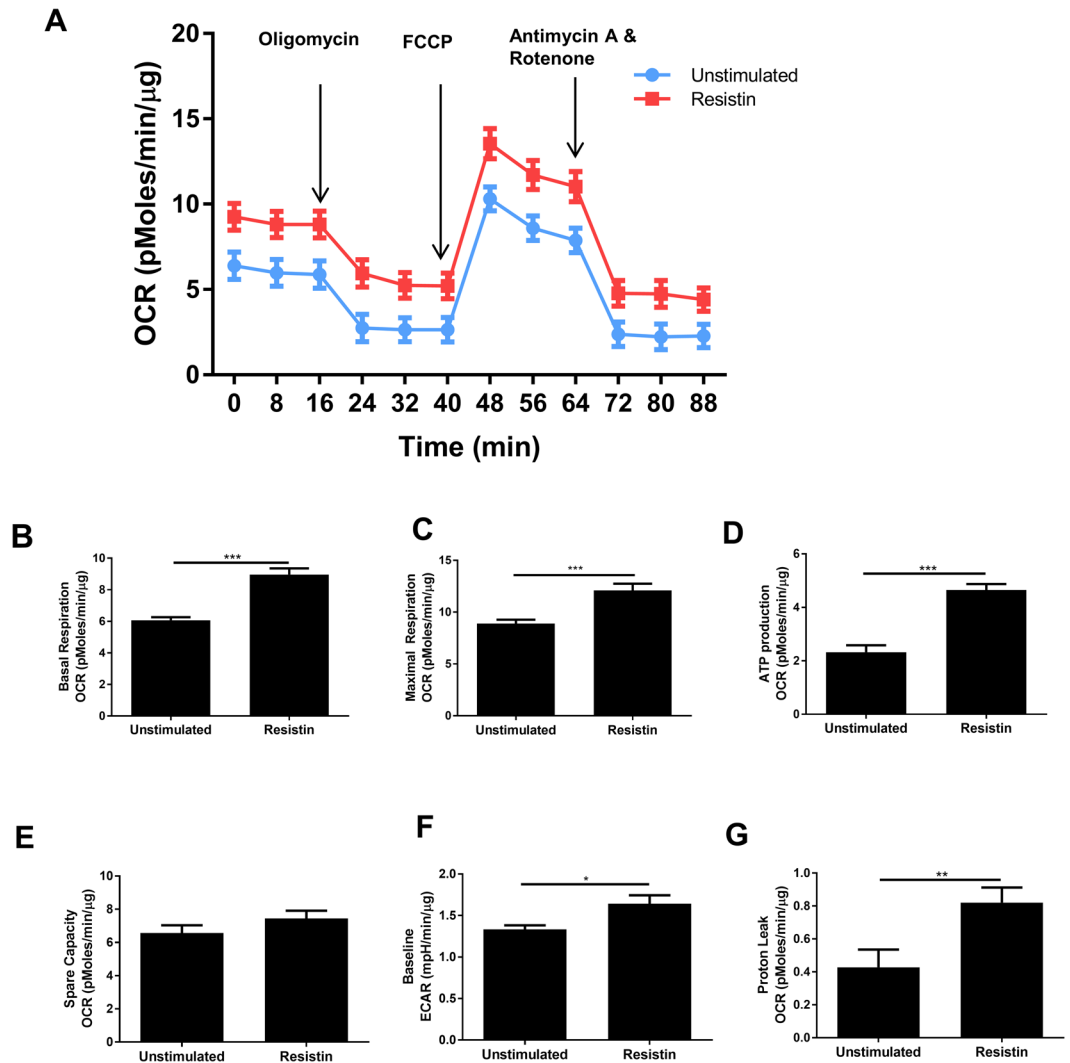 A
Oligomycin
FCCP
Antimycin A &
Rotenone
Unstimulated
Resistin
OCR (pMoles/min/µg)
20
15
10
5
0
0 8 16 24 32 40 48 56 64 72 80 88
Time (min)
B
Basal Respiration
OCR (pMoles/min/µg)
10
8
6
4
2
0
***
Unstimulated Resistin
C
Maximal Respiration
OCR (pMoles/min/µg)
15
10
5
0
***
Unstimulated Resistin
D
ATP production
OCR (pMoles/min/µg)
6
4
2
0
***
Unstimulated Resistin
E
Spare Capacity
OCR (pMoles/min/µg)
10
8
6
4
2
0
Unstimulated Resistin
F
Baseline
ECAR (mpH/min/µg)
2.0
1.5
1.0
0.5
0.0
*
Unstimulated Resistin
G
Proton Leak
OCR (pMoles/min/µg)
1.0
0.8
0.6
0.4
0.2
0.0
**
Unstimulated Resistin